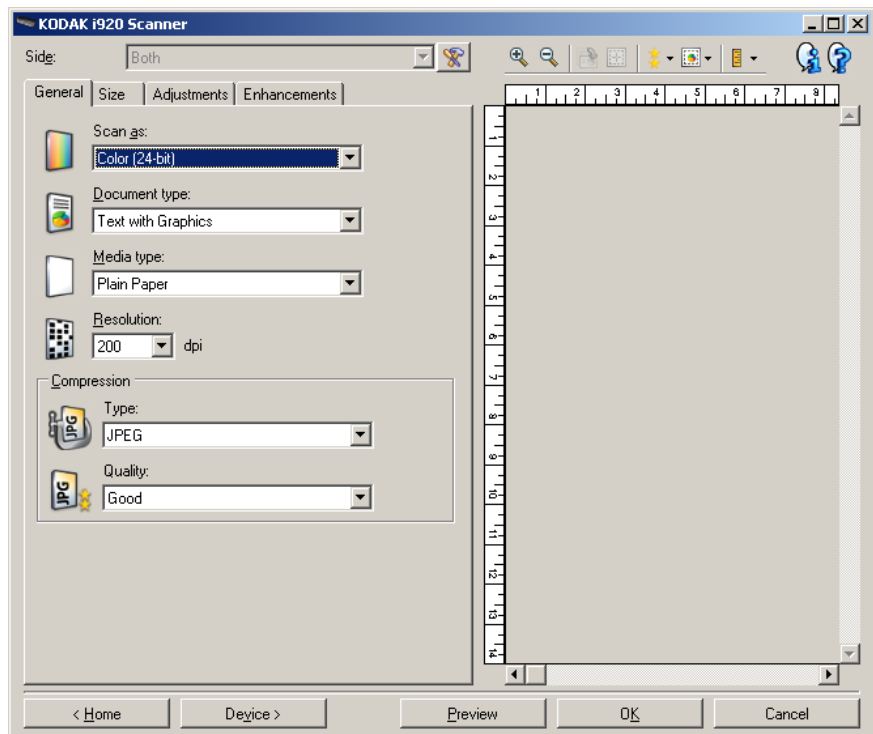 KODAK i920 Scanner
Side: Both
General Size Adjustments Enhancements
Scan as:
Color (24-bit)
Document type:
Text with Graphics
Media type:
Plain Paper
Resolution:
200 dpi
Compression
Type:
JPG JPEG
Quality:
JPG Good
1 2 3 4 5 6 7 8
1
2
3
4
5
6
7
8
9
10
11
12
13
14
< Home Device > Preview OK Cancel